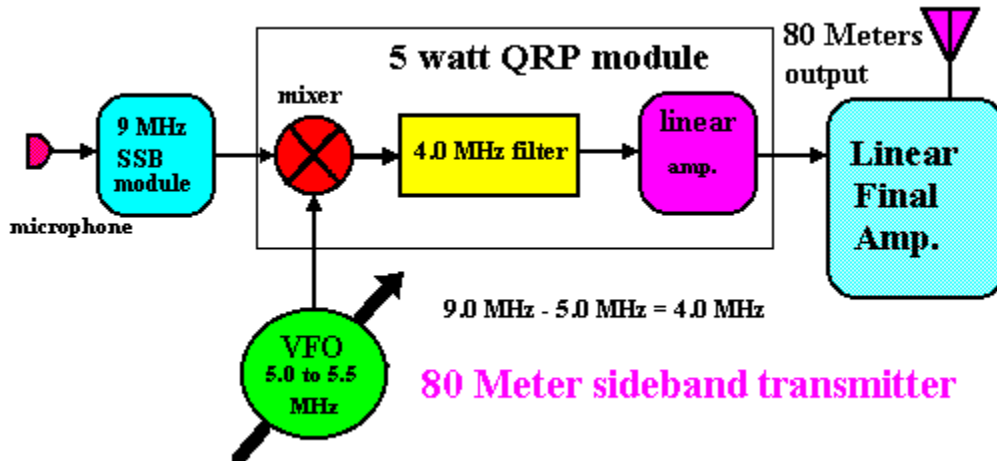 80 Meters
output
5 watt QRP module
mixer
9 MHz
SSB
module
4.0 MHz filter
linear
amp.
Linear
Final
Amp.
microphone
9.0 MHz - 5.0 MHz = 4.0 MHz
VFO
5.0 to 5.5
MHz
80 Meter sideband transmitter